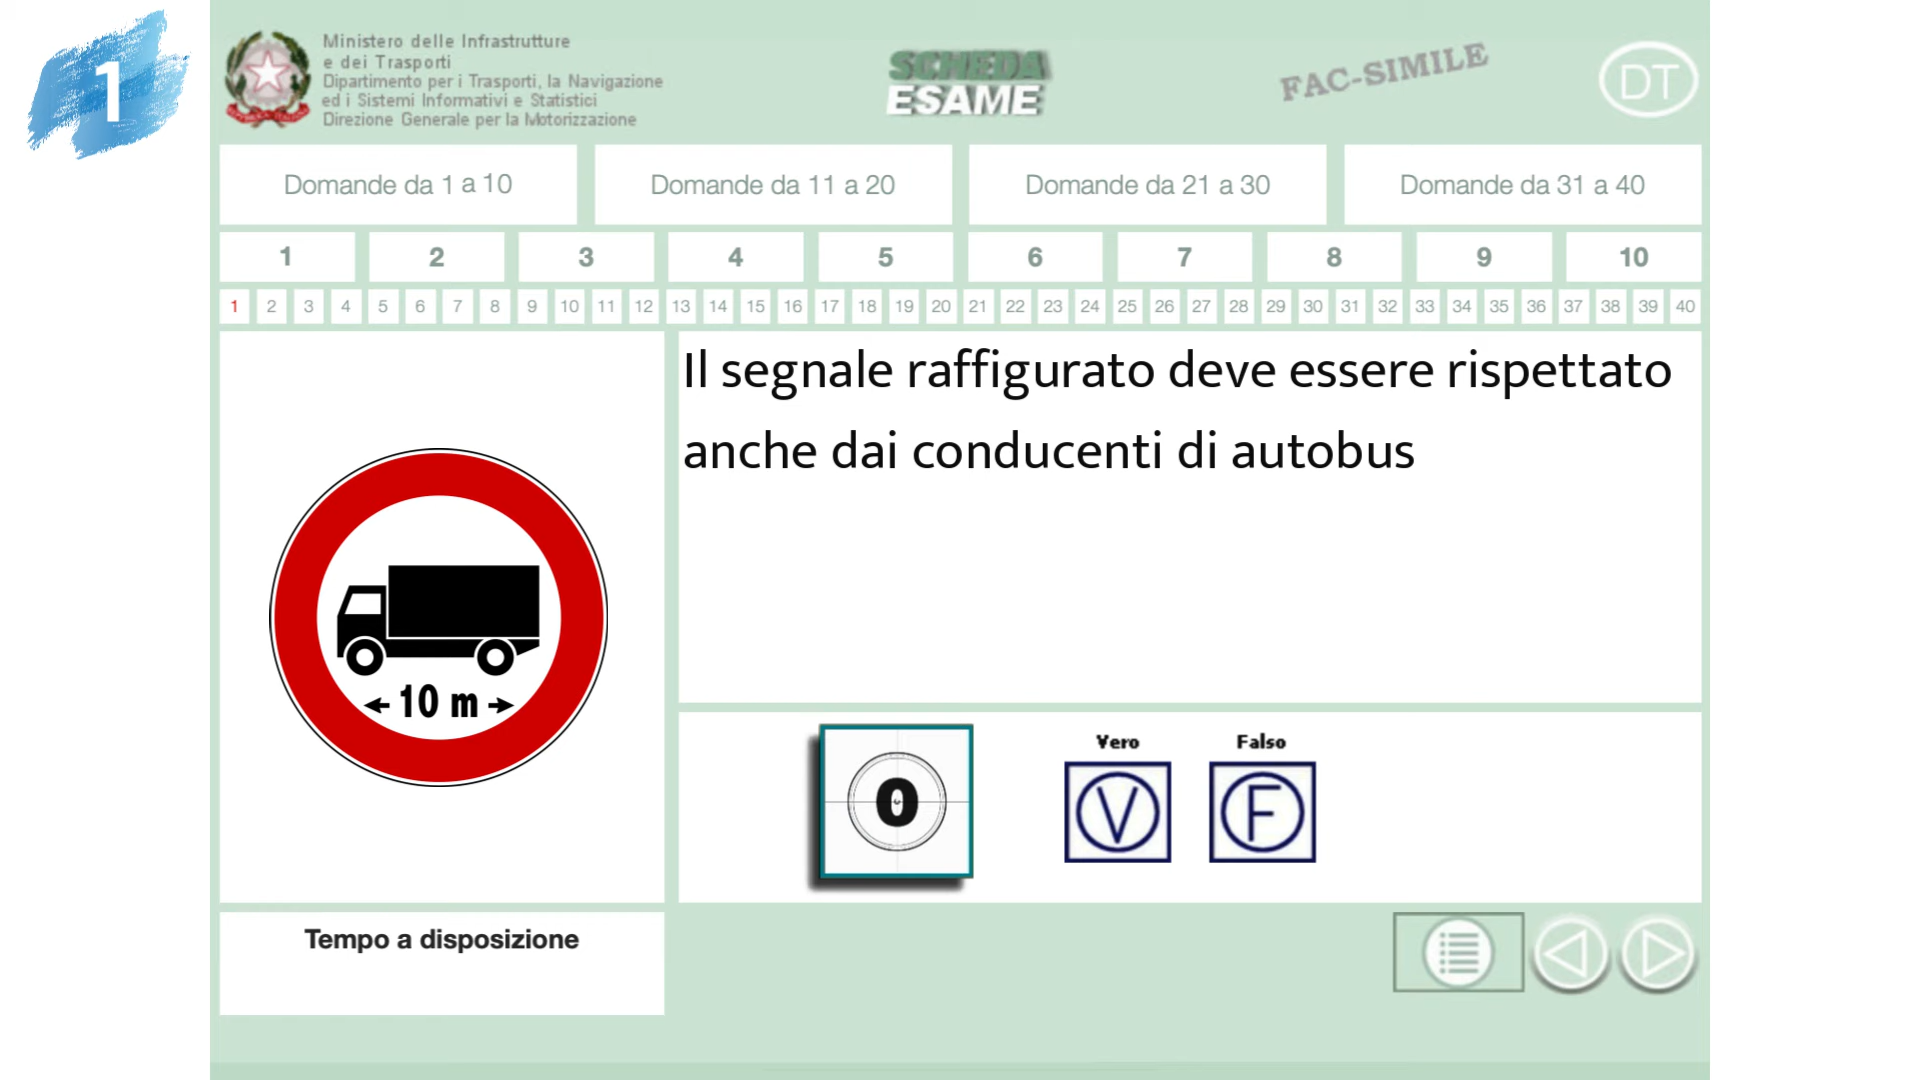 1
Ministero delle Infrastrutture
e dei Trasporti
Dipartimento per i Trasporti, la Navigazione
ed i Sistemi Informativi e Statistici
Direzione Generale per la Motorizzazione
SCHEDA
ESAME
FAC-SIMILE
DT
Domande da 1 a 10
Domande da 11 a 20
Domande da 21 a 30
Domande da 31 a 40
1 2 3 4 5 6 7 8 9 10
1 2 3 4 5 6 7 8 9 10 11 12 13 14 15 16 17 18 19 20 21 22 23 24 25 26 27 28 29 30 31 32 33 34 35 36 37 38 39 40
Il segnale raffigurato deve essere rispettato
anche dai conducenti di autobus
10 m
0
Vero
Falso
V
F
Tempo a disposizione